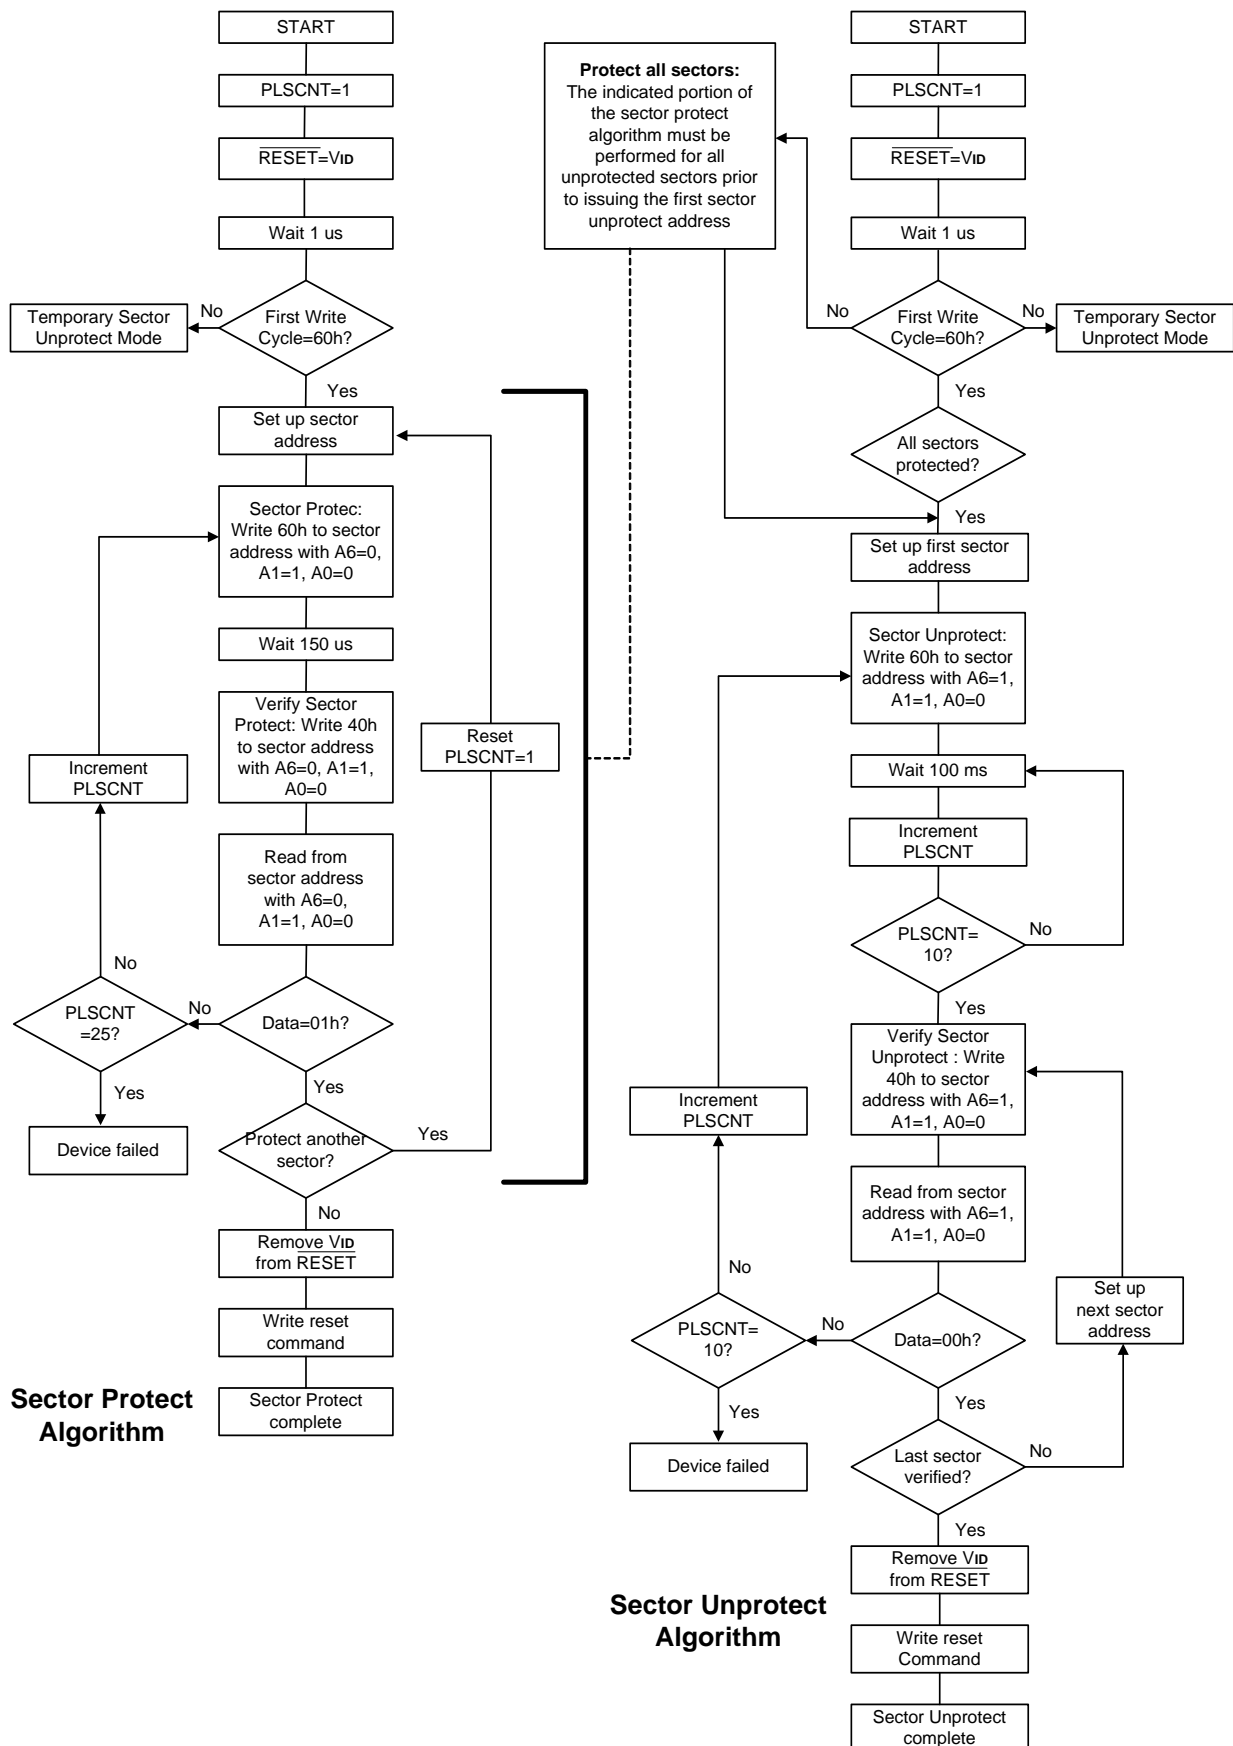 START
PLSCNT=1
RESET=VID
Wait 1 us
First Write
Cycle=60h?
No
Temporary Sector
Unprotect Mode
Yes
Set up sector
address
Sector Protec:
Write 60h to sector
address with A6=0,
A1=1, A0=0
Wait 150 us
Verify Sector
Protect: Write 40h
to sector address
with A6=0, A1=1,
A0=0
Reset
PLSCNT=1
Increment
PLSCNT
Read from
sector address
with A6=0,
A1=1, A0=0
No
PLSCNT
=25?
No
Data=01h?
Yes
Yes
Device failed
Protect another
sector?
Yes
No
Remove VID
from RESET
Write reset
command
Sector Protect
complete
Sector Protect
Algorithm
Protect all sectors:
The indicated portion of
the sector protect
algorithm must be
performed for all
unprotected sectors prior
to issuing the first sector
unprotect address
START
PLSCNT=1
RESET=VID
Wait 1 us
No
First Write
Cycle=60h?
No
Temporary Sector
Unprotect Mode
Yes
All sectors
protected?
Yes
Set up first sector
address
Sector Unprotect:
Write 60h to sector
address with A6=1,
A1=1, A0=0
Wait 100 ms
Increment
PLSCNT
PLSCNT=
10?
No
Yes
Verify Sector
Unprotect : Write
40h to sector
address with A6=1,
A1=1, A0=0
Increment
PLSCNT
Read from sector
address with A6=1,
A1=1, A0=0
No
Set up
next sector
address
PLSCNT=
10?
No
Data=00h?
Yes
Yes
Device failed
Last sector
verified?
No
Yes
Remove VID
from RESET
Write reset
Command
Sector Unprotect
complete
Sector Unprotect
Algorithm